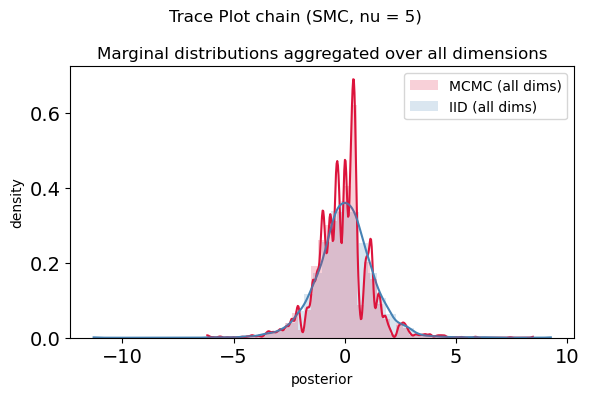 Trace Plot chain (SMC, nu = 5)
Marginal distributions aggregated over all dimensions
MCMC (all dims)
IID (all dims)
density
0.6
0.4
0.2
0.0
−10
−5
0
5
10
posterior